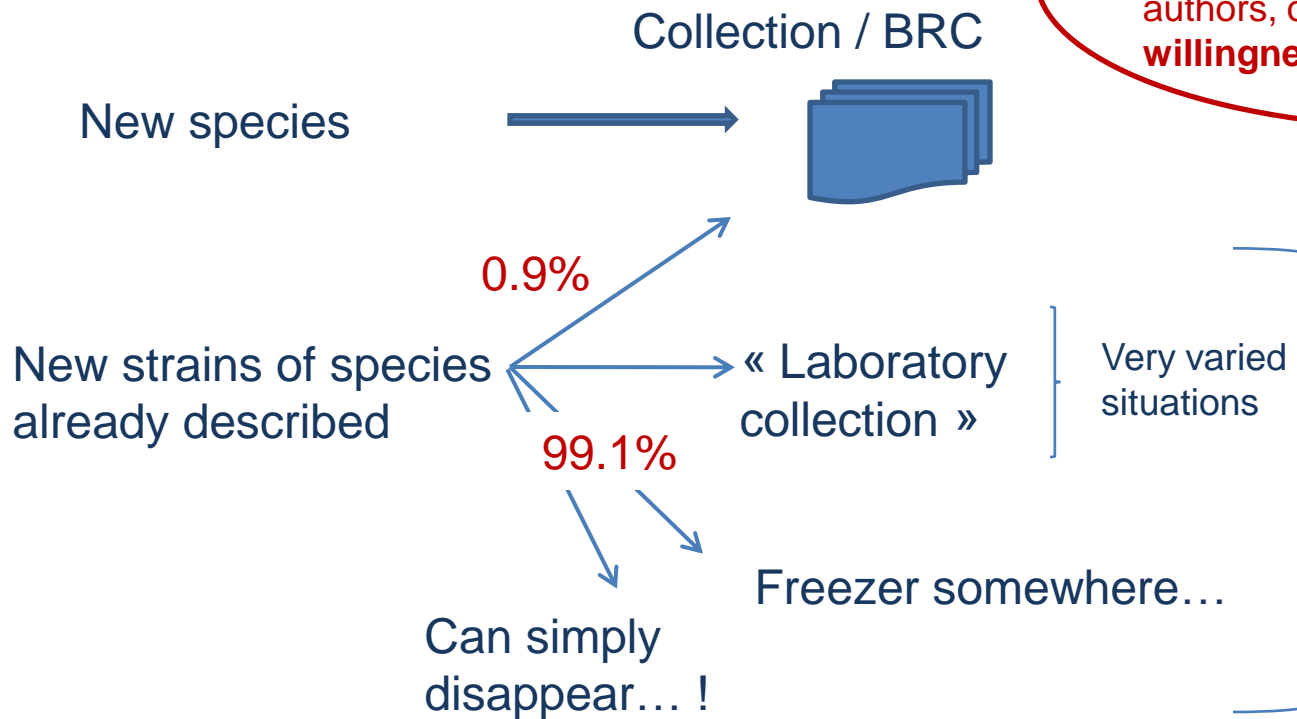 authors,
Collection / BRC
New species
0.9%
New strains of species
already described
« Laboratory
collection »
Very varied
situations
99.1%
Freezer somewhere…
Can simply
disappear… !